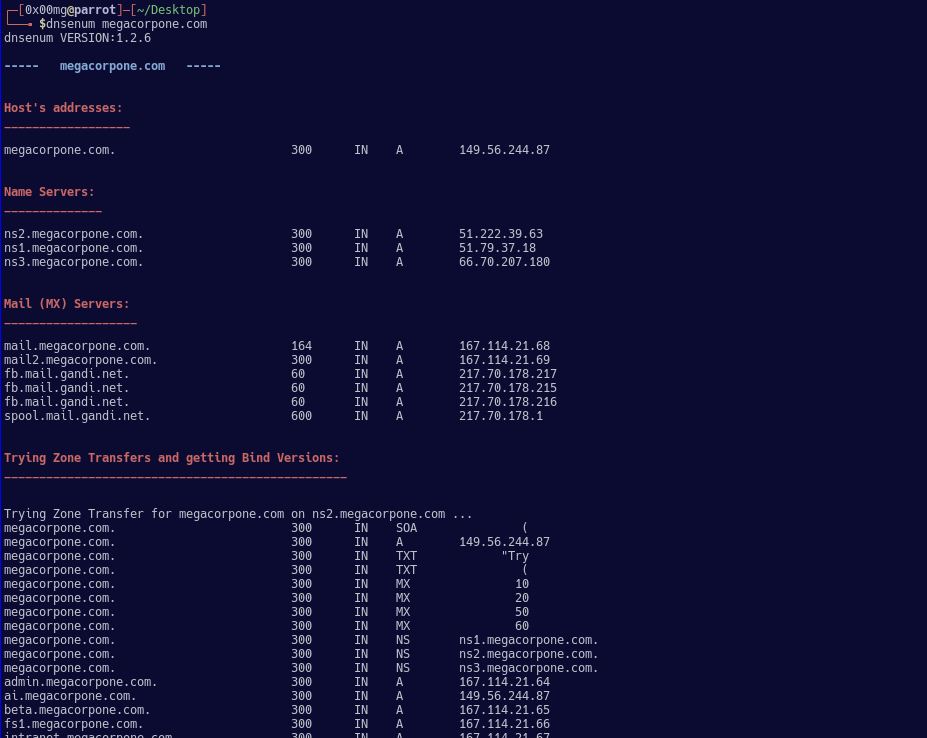 ┌─[0x00mg@parrot]─[~/Desktop]
└──╼ $dnsenum megacorpone.com
dnsenum VERSION:1.2.6
----- megacorpone.com -----
Host's addresses:
__________________
megacorpone.com. 300 IN A 149.56.244.87
Name Servers:
______________
ns2.megacorpone.com. 300 IN A 51.222.39.63
ns1.megacorpone.com. 300 IN A 51.79.37.18
ns3.megacorpone.com. 300 IN A 66.70.207.180
Mail (MX) Servers:
___________________
mail.megacorpone.com. 164 IN A 167.114.21.68
mail2.megacorpone.com. 300 IN A 167.114.21.69
fb.mail.gandi.net. 60 IN A 217.70.178.217
fb.mail.gandi.net. 60 IN A 217.70.178.215
fb.mail.gandi.net. 60 IN A 217.70.178.216
spool.mail.gandi.net. 600 IN A 217.70.178.1
Trying Zone Transfers and getting Bind Versions:
_________________________________________________
Trying Zone Transfer for megacorpone.com on ns2.megacorpone.com ...
megacorpone.com. 300 IN SOA (
megacorpone.com. 300 IN A 149.56.244.87
megacorpone.com. 300 IN TXT "Try
megacorpone.com. 300 IN TXT (
megacorpone.com. 300 IN MX 10
megacorpone.com. 300 IN MX 20
megacorpone.com. 300 IN MX 50
megacorpone.com. 300 IN MX 60
megacorpone.com. 300 IN NS ns1.megacorpone.com.
megacorpone.com. 300 IN NS ns2.megacorpone.com.
megacorpone.com. 300 IN NS ns3.megacorpone.com.
admin.megacorpone.com. 300 IN A 167.114.21.64
ai.megacorpone.com. 300 IN A 149.56.244.87
beta.megacorpone.com. 300 IN A 167.114.21.65
fs1.megacorpone.com. 300 IN A 167.114.21.66
intranet.megacorpone.com. 300 IN A 167.114.21.67